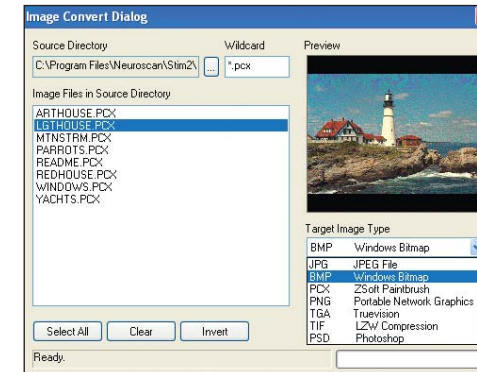 Image Convert Dialog
Source Directory Wildcard Preview
C:\Program Files\Neuroscan\Stim2\ ... *.pcx
Image Files in Source Directory
ARTHOUSE.PCX
LGTHOUSE.PCX
MTNSTRM.PCX
PARROTS.PCX
README.PCX
REDHOUSE.PCX
WINDOWS.PCX
YACHTS.PCX
Target Image Type
BMP Windows Bitmap
JPG JPEG File
BMP Windows Bitmap
PCX ZSoft Paintbrush
PNG Portable Network Graphics
TGA Truevision
TIF LZW Compression
PSD Photoshop
Select All Clear Invert
Ready.